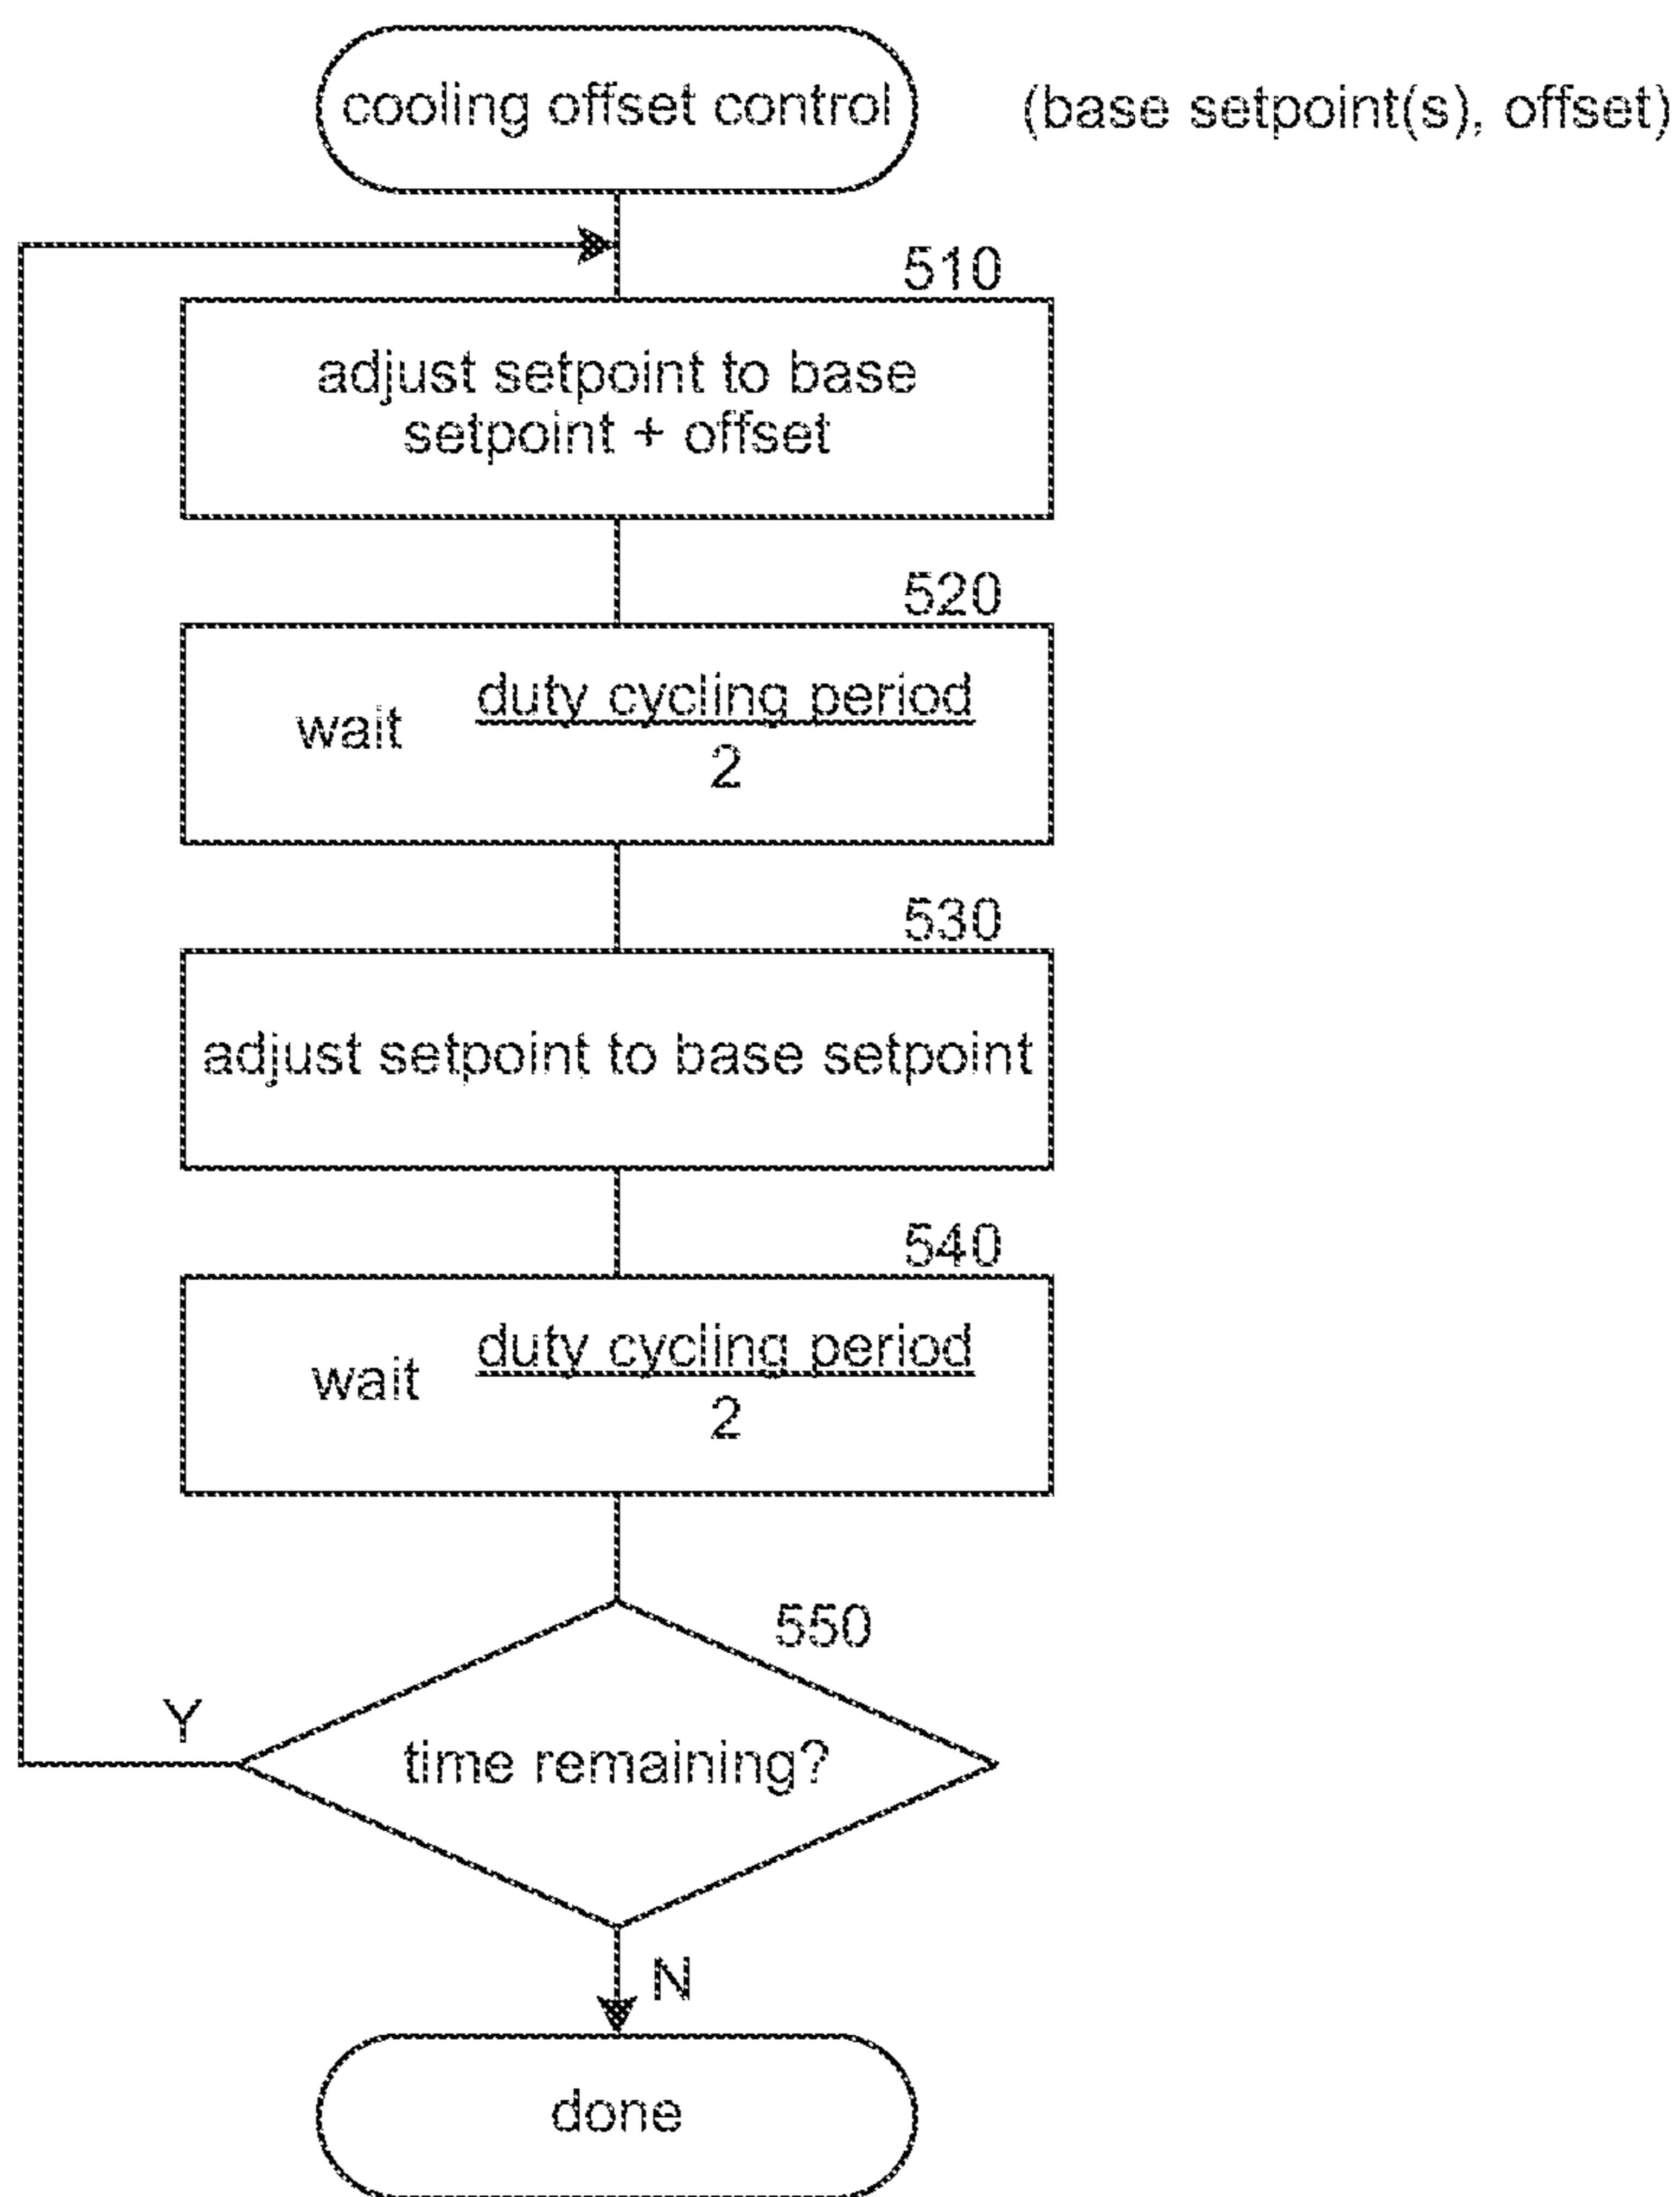 cooling offset control
(base setpoint(s), offset)
510
adjust setpoint to base
setpoint + offset
520
wait duty cycling period
2
530
adjust setpoint to base setpoint
540
wait duty cycling period
2
550
Y
time remaining?
N
done